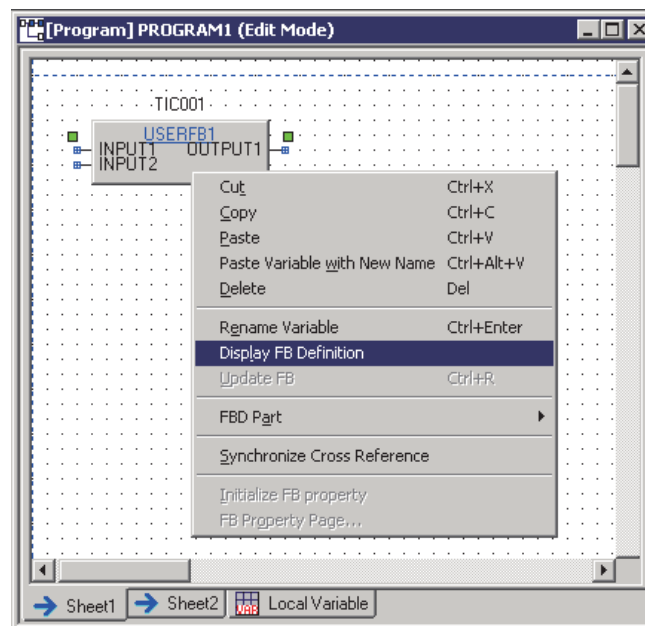 [Program] PROGRAM1 (Edit Mode)
TIC001
USERFB1
INPUT1 OUTPUT1
INPUT2
Cut Ctrl+X
Copy Ctrl+C
Paste Ctrl+V
Paste Variable with New Name Ctrl+Alt+V
Delete Del
Rename Variable Ctrl+Enter
Display FB Definition
Update FB Ctrl+R
FBD Part
Synchronize Cross Reference
Initialize FB property
FB Property Page...
Sheet1 Sheet2 VAR Local Variable